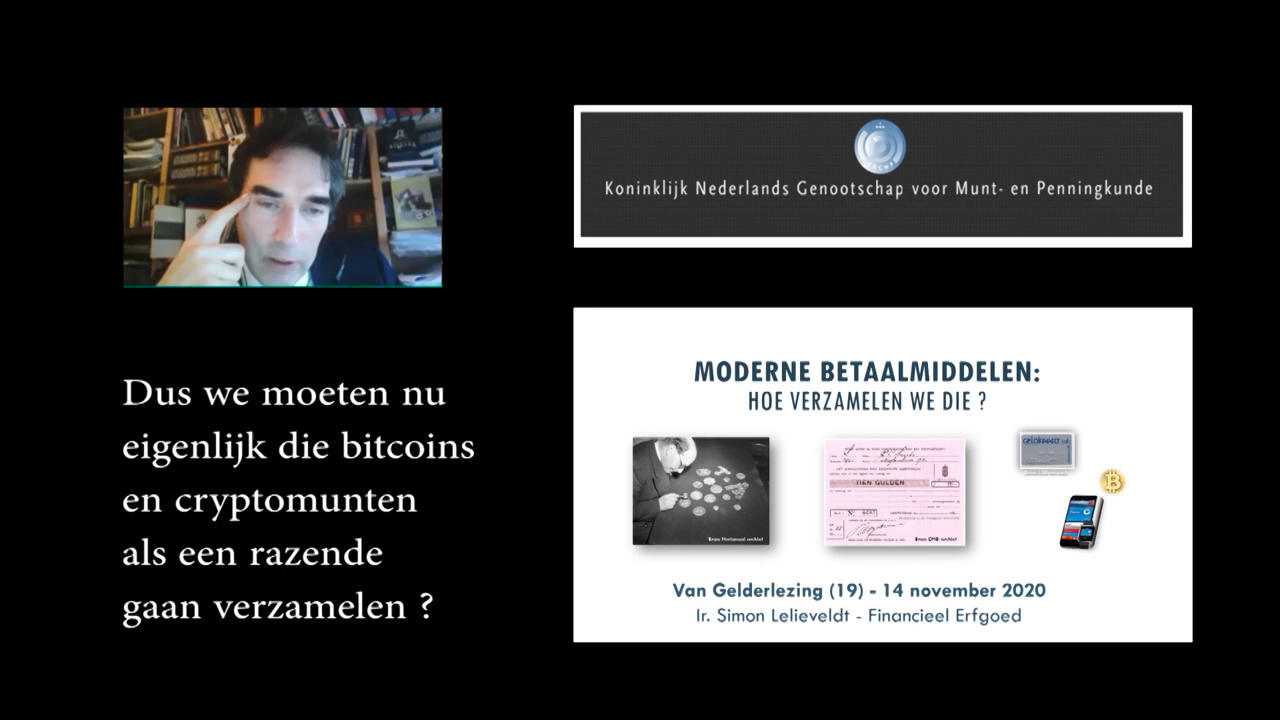 Koninklijk Nederlands Genootschap voor Munt- en Penningkunde
Dus we moeten nu
eigenlijk die bitcoins
en cryptomunten
als een razende
gaan verzamelen ?
MODERNE BETAALMIDDELEN:
HOE VERZAMELEN WE DIE ?
TIEN GULDEN
Van Gelderlezing (19) - 14 november 2020
Ir. Simon Lelieveldt - Financieel Erfgoed